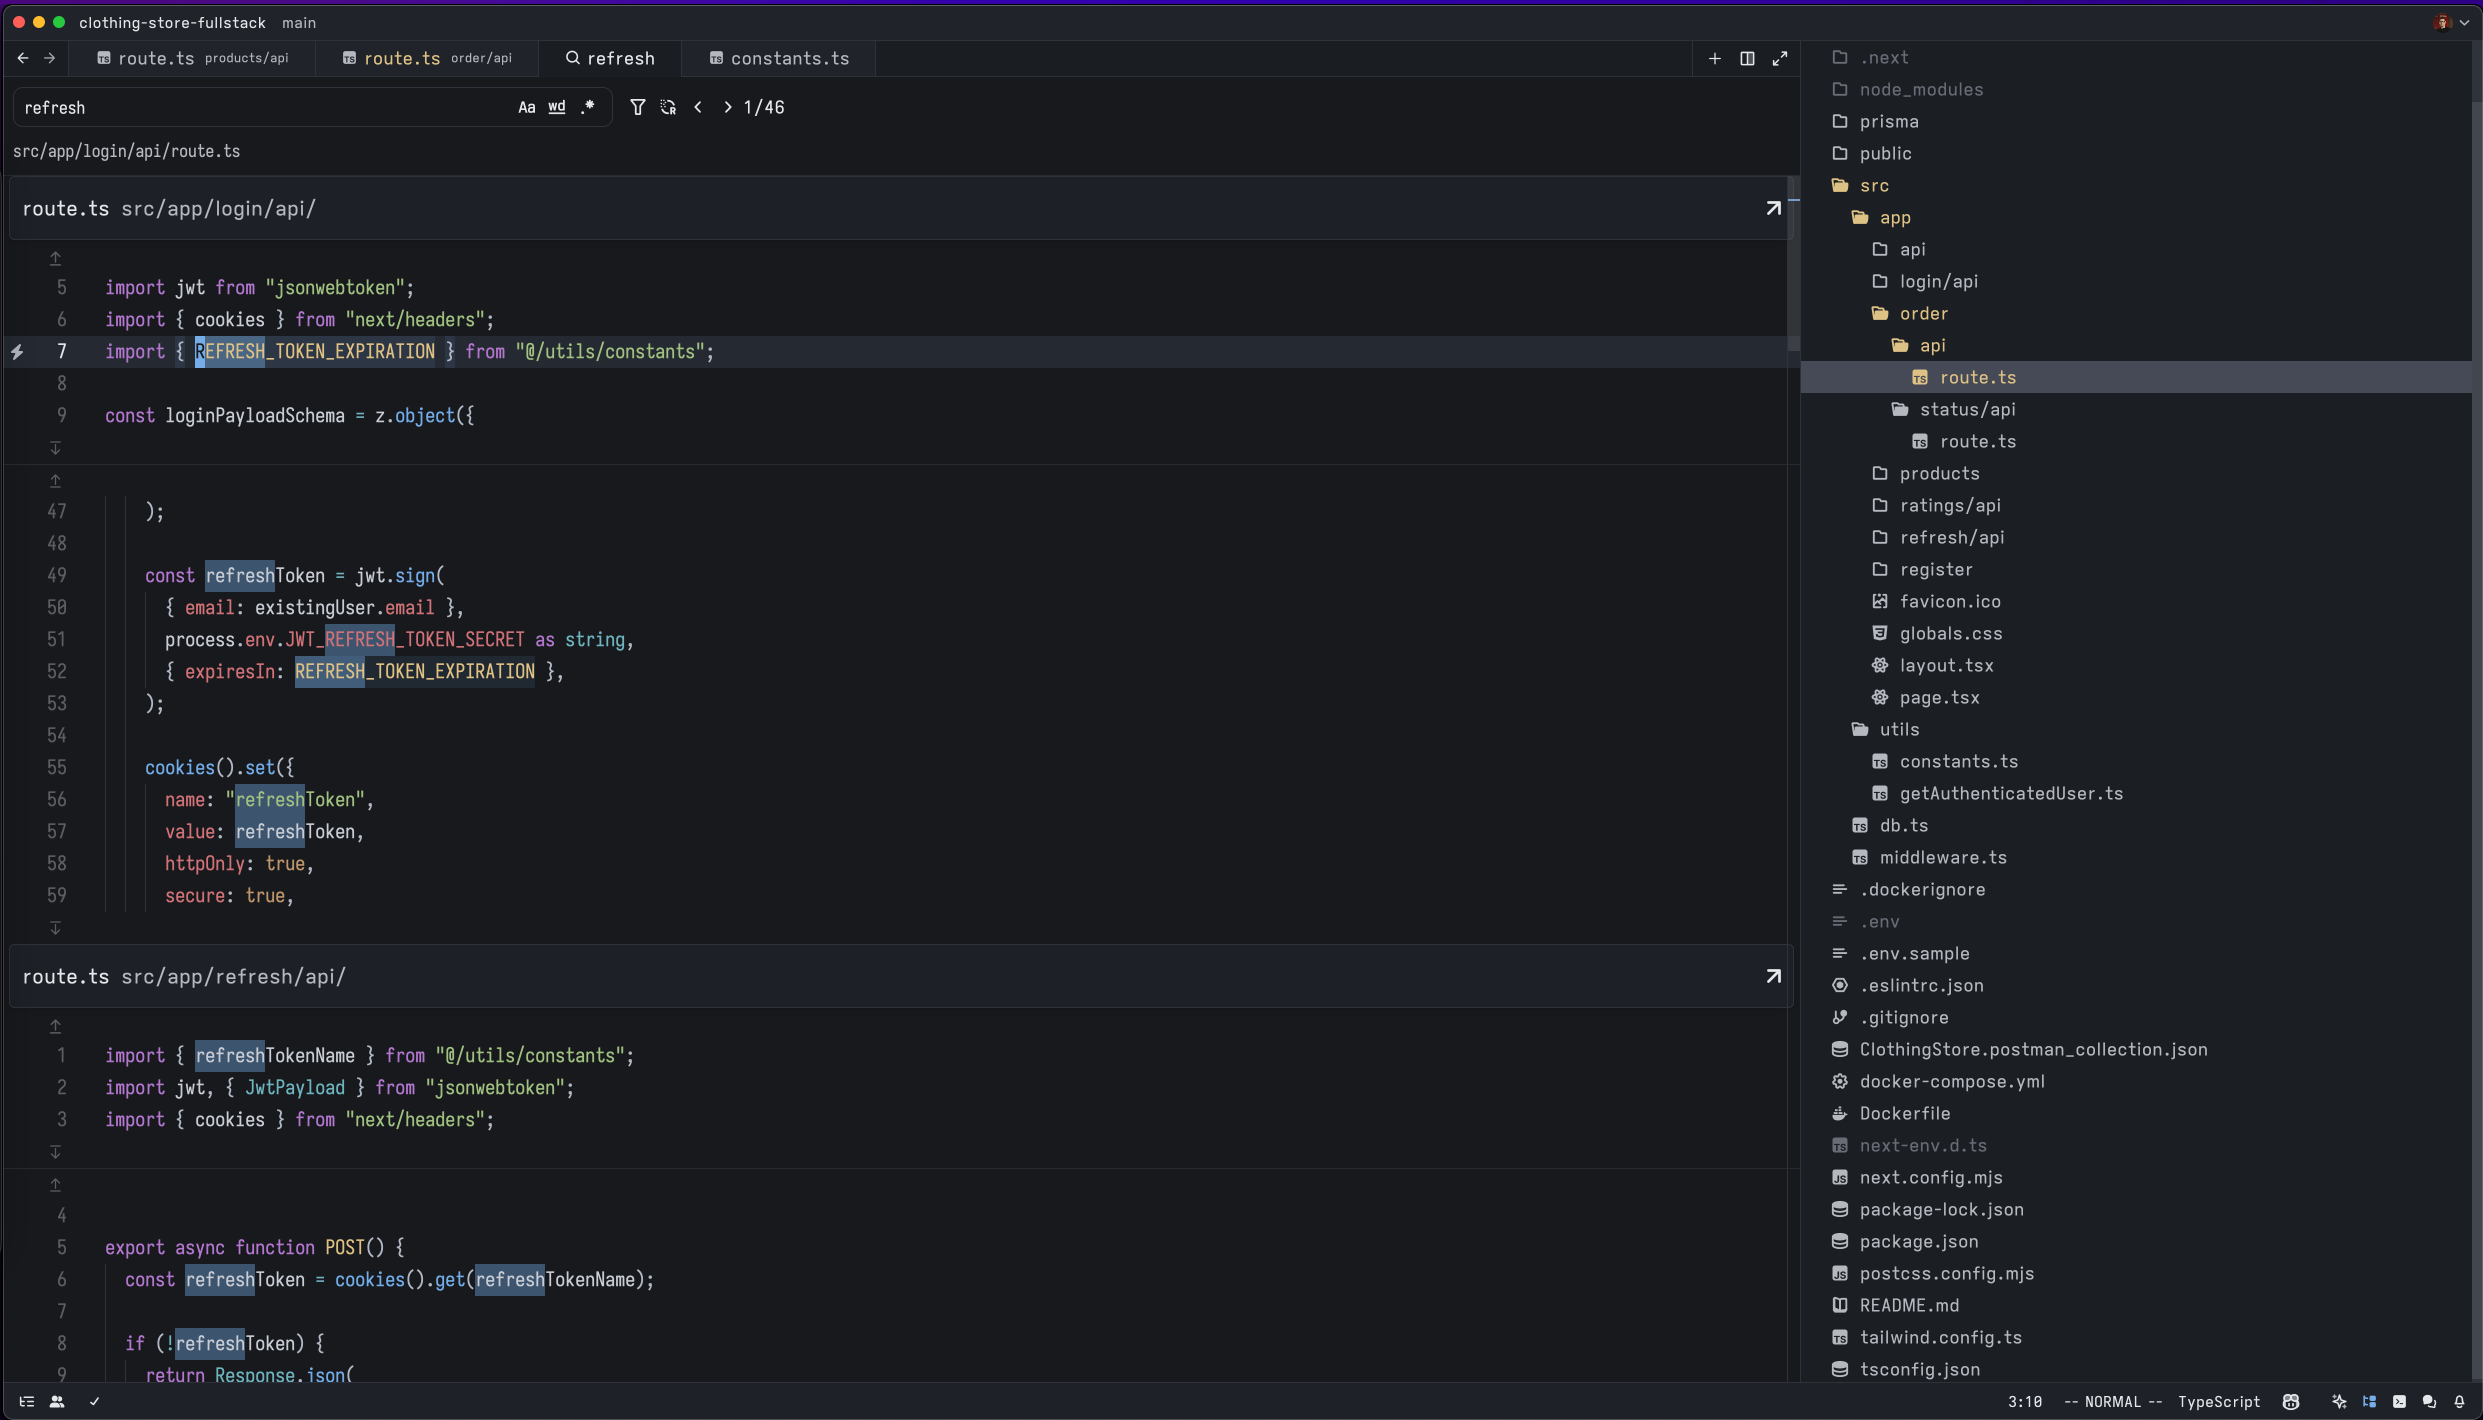 clothing-store-fullstack main
route.ts products/api
route.ts order/api
refresh
constants.ts
refresh
Aa wd .* 1/46
src/app/login/api/route.ts
route.ts src/app/login/api/
5 import jwt from "jsonwebtoken";
6 import { cookies } from "next/headers";
7 import { REFRESH_TOKEN_EXPIRATION } from "@/utils/constants";
8
9 const loginPayloadSchema = z.object({
47 );
48
49 const refreshToken = jwt.sign(
50 { email: existingUser.email },
51 process.env.JWT_REFRESH_TOKEN_SECRET as string,
52 { expiresIn: REFRESH_TOKEN_EXPIRATION },
53 );
54
55 cookies().set({
56 name: "refreshToken",
57 value: refreshToken,
58 httpOnly: true,
59 secure: true,
route.ts src/app/refresh/api/
1 import { refreshTokenName } from "@/utils/constants";
2 import jwt, { JwtPayload } from "jsonwebtoken";
3 import { cookies } from "next/headers";
4
5 export async function POST() {
6 const refreshToken = cookies().get(refreshTokenName);
7
8 if (!refreshToken) {
9 return Response.json(
.next
node_modules
prisma
public
src
app
api
login/api
order
api
TS route.ts
status/api
TS route.ts
products
ratings/api
refresh/api
register
favicon.ico
globals.css
layout.tsx
page.tsx
utils
TS constants.ts
TS getAuthenticatedUser.ts
TS db.ts
TS middleware.ts
.dockerignore
.env
.env.sample
.eslintrc.json
.gitignore
ClothingStore.postman_collection.json
docker-compose.yml
Dockerfile
TS next-env.d.ts
JS next.config.mjs
package-lock.json
package.json
JS postcss.config.mjs
README.md
TS tailwind.config.ts
tsconfig.json
3:10 -- NORMAL -- TypeScript